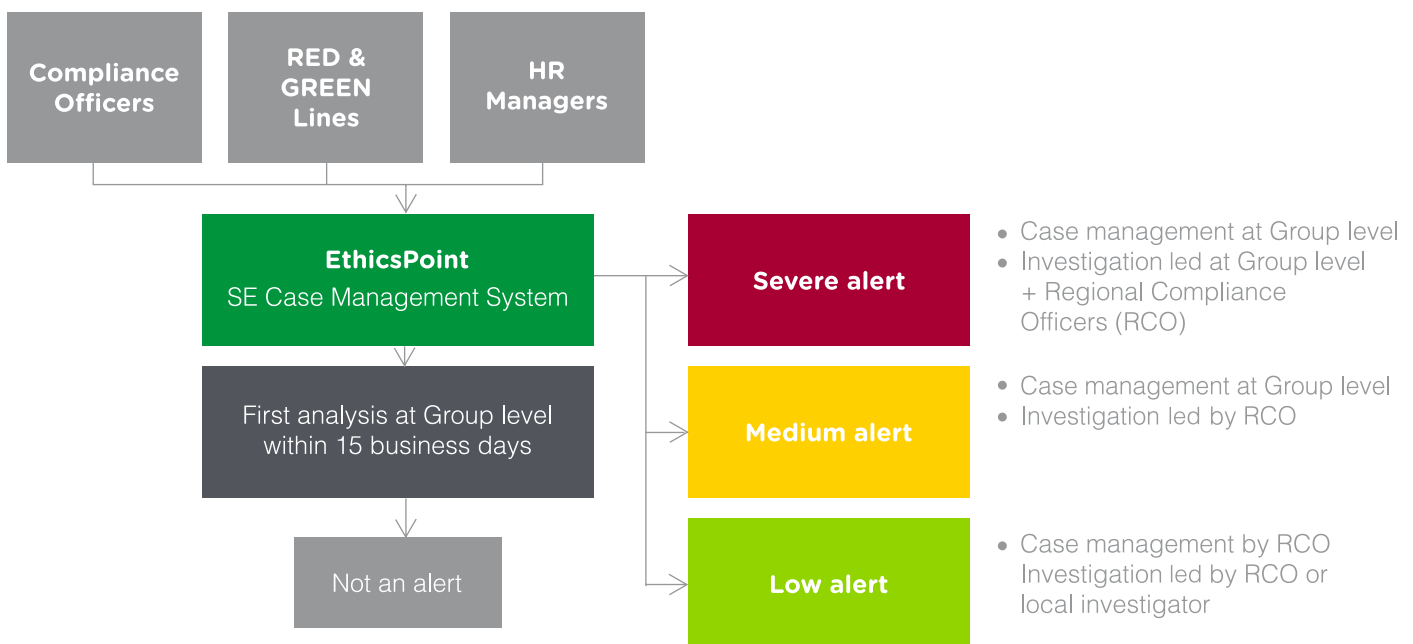 Compliance
Officers
RED &
GREEN
Lines
HR
Managers
EthicsPoint
SE Case Management System
Severe alert
• Case management at Group level
• Investigation led at Group level
+ Regional Compliance
Officers (RCO)
First analysis at Group level
within 15 business days
Medium alert
• Case management at Group level
• Investigation led by RCO
Not an alert
Low alert
• Case management by RCO
Investigation led by RCO or
local investigator